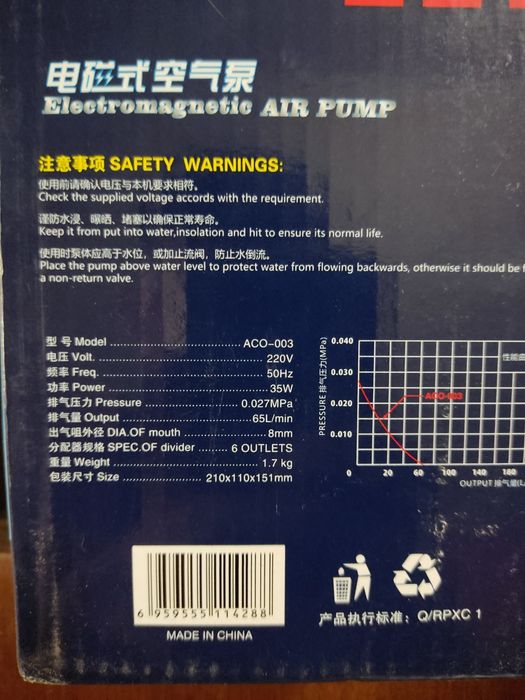 电磁式空气泵
Electromagnetic AIR PUMP
注意事项 SAFETY WARNINGS:
使用前请确认电压与本机要求相符。
Check the supplied voltage accords with the requirement.
谨防水浸、曝晒、堵塞以确保正常寿命。
Keep it from put into water,insolation and hit to ensure its normal life.
使用时泵体应高于水位，或加止流阀，防止水倒流。
Place the pump above water level to protect water from flowing backwards, otherwise it should be
a non-return valve.
型 号 Model ................................ ACO-003
电压 Volt. ........................................ 220V
频率 Freq. ....................................... 50Hz
功率 Power ...................................... 35W
排气压力 Pressure .................... 0.027MPa
排气量 Output .............................. 65L/min
出气咀外径 DIA.OF mouth ................ 8mm
分配器规格 SPEC.OF divider ........ 6 OUTLETS
重量 Weight .................................... 1.7 kg
包装尺寸 Size .................... 210x110x151mm
PRESSURE 排气压力(MPa)
0.040
0.030
0.020
0.010
性能曲
ACO-003
0 20 60 100 140 180
OUTPUT 排气量(L
6 959555 114288
MADE IN CHINA
产品执行标准：Q/RPXC 1